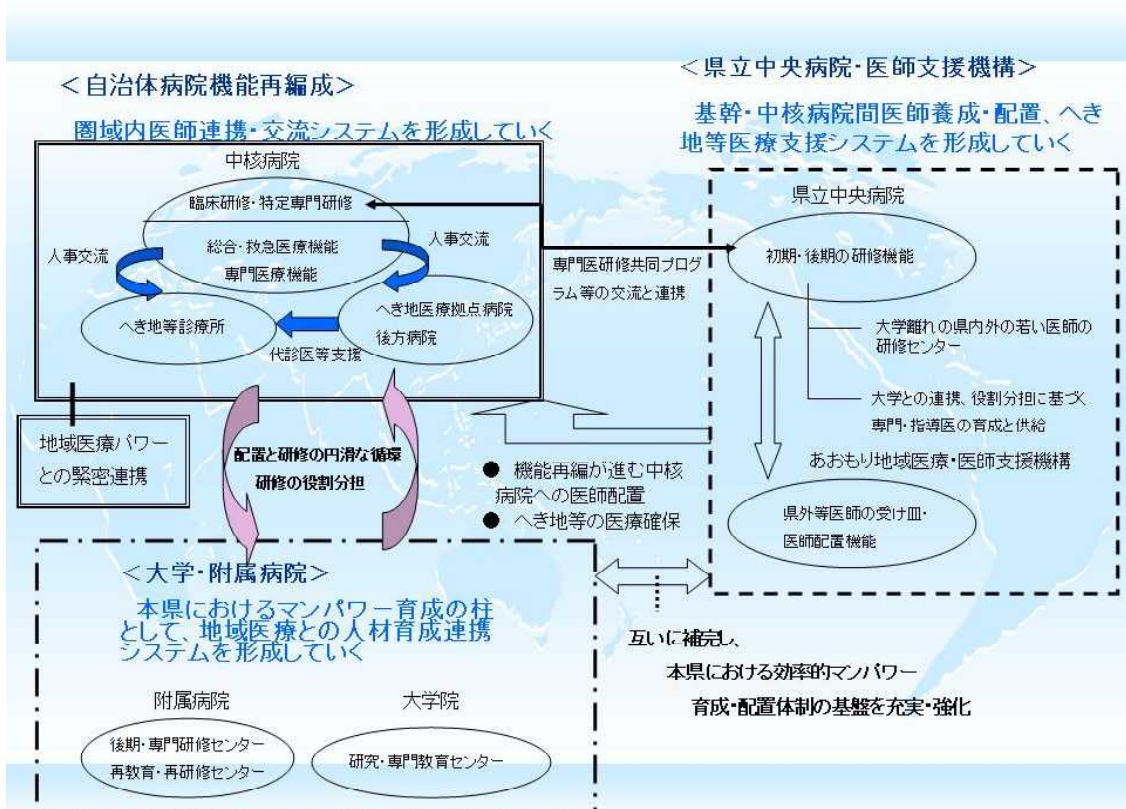 ＜自治体病院機能再編成＞
圏域内医師連携・交流システムを形成していく
中核病院
臨床研修・特定専門研修
総合・救急医療機能
専門医療機能
人事交流
人事交流
へき地等診療所
へき地医療拠点病院
後方病院
代診医等支援
地域医療パワー
との緊密連携
配置と研修の円滑な循環
研修の役割分担
専門医研修共同プログ
ラム等の交流と連携
＜県立中央病院・医師支援機構＞
基幹・中核病院間医師養成・配置、へき
地等医療支援システムを形成していく
県立中央病院
初期・後期の研修機能
大学離れの県内外の若い医師の
研修センター
大学との連携、役割分担に基づく
専門・指導医の育成と供給
あおもり地域医療・医師支援機構
県外等医師の受け皿・
医師配置機能
● 機能再編が進む中核
病院への医師配置
● へき地等の医療確保
＜大学・附属病院＞
本県におけるマンパワー育成の柱
として、地域医療との人材育成連携
システムを形成していく
附属病院
後期・専門研修センター
再教育・再研修センター
大学院
研究・専門教育センター
互いに補完し、
本県における効率的マンパワー
育成・配置体制の基盤を充実・強化